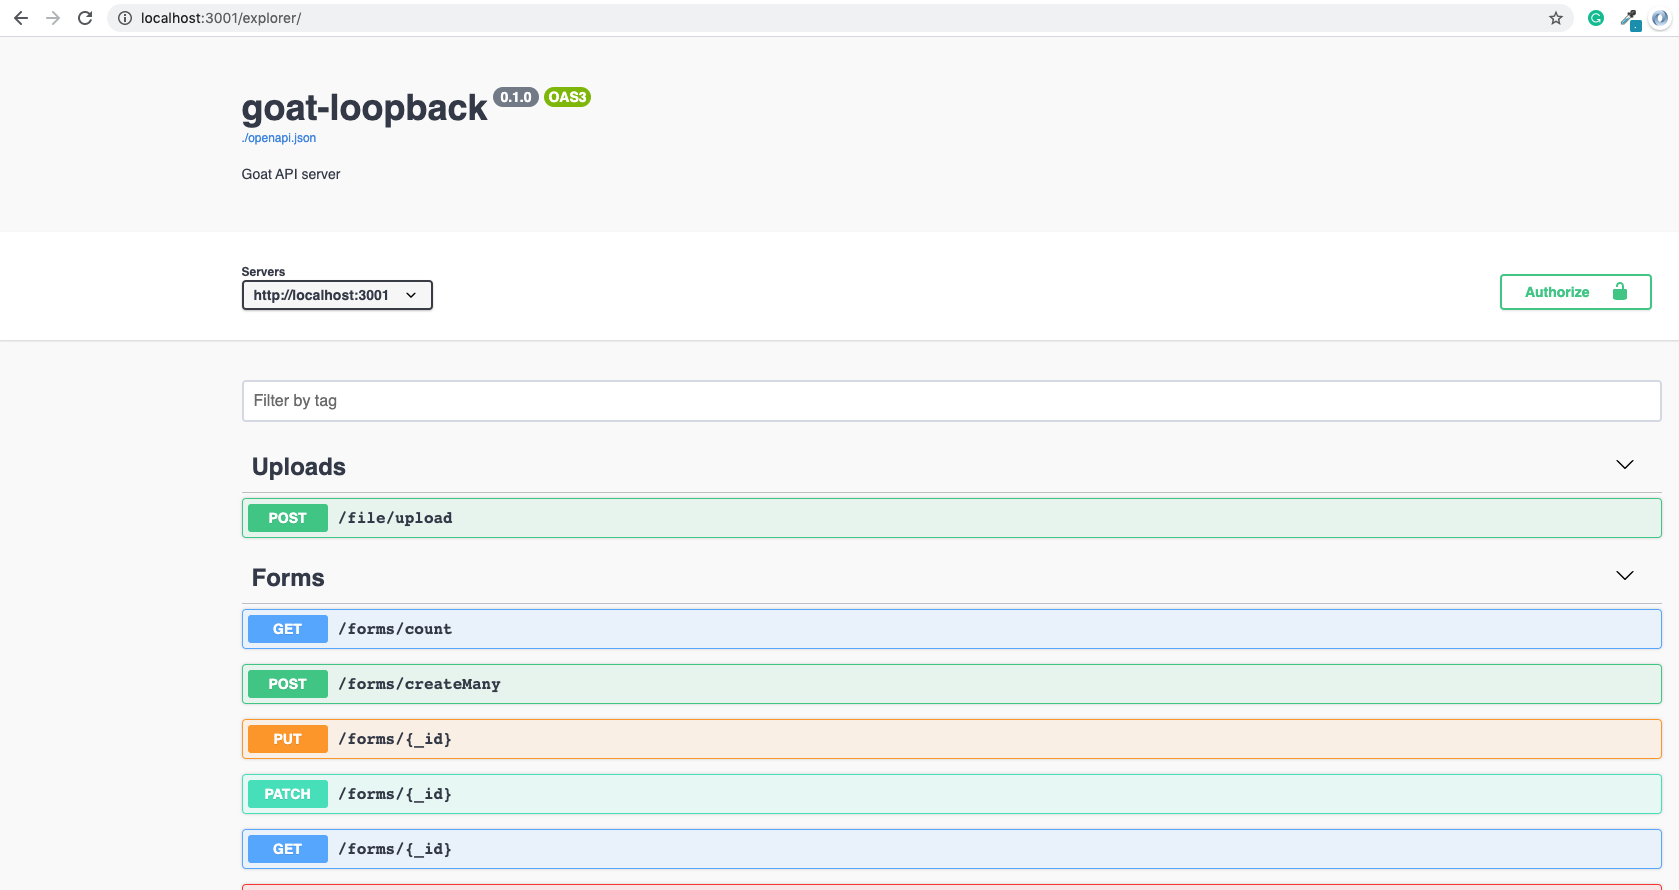 localhost:3001/explorer/
goat-loopback 0.1.0 OAS3
./openapi.json
Goat API server
Servers
http://localhost:3001
Authorize
Filter by tag
Uploads
POST /file/upload
Forms
GET /forms/count
POST /forms/createMany
PUT /forms/{_id}
PATCH /forms/{_id}
GET /forms/{_id}